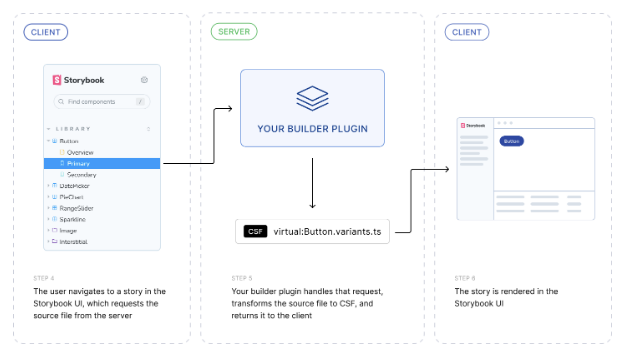 CLIENT
Storybook
Find components
/
LIBRARY
Button
Overview
Primary
Secondary
DatePicker
PieChart
RangeSlider
Sparkline
Image
Interstitial
STEP 4
The user navigates to a story in the
Storybook UI, which requests the
source file from the server
SERVER
YOUR BUILDER PLUGIN
CSF virtual:Button.variants.ts
STEP 5
Your builder plugin handles that request,
transforms the source file to CSF, and
returns it to the client
CLIENT
Storybook
Button
STEP 6
The story is rendered in the
Storybook UI